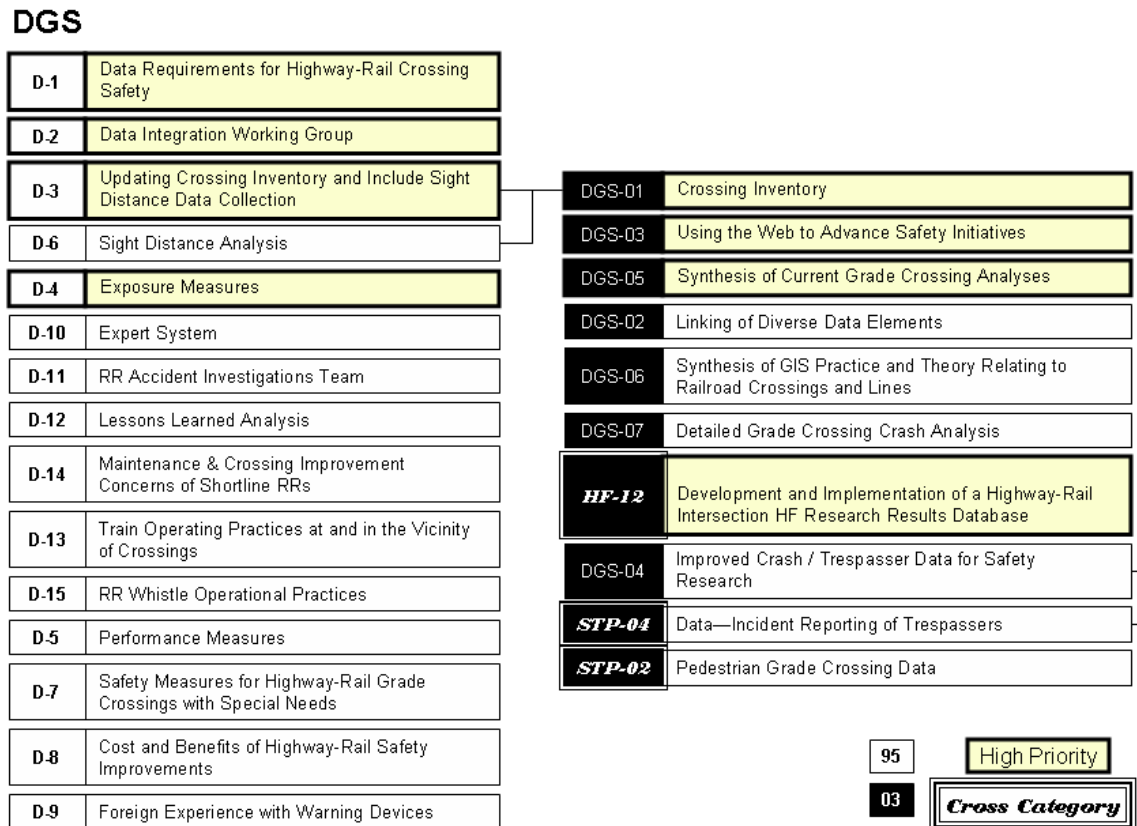 DGS
D-1
Data Requirements for Highway-Rail Crossing
Safety
D-2
Data Integration Working Group
D-3
Updating Crossing Inventory and Include Sight
Distance Data Collection
D-6
Sight Distance Analysis
D-4
Exposure Measures
D-10
Expert System
D-11
RR Accident Investigations Team
D-12
Lessons Learned Analysis
D-14
Maintenance & Crossing Improvement
Concerns of Shortline RRs
D-13
Train Operating Practices at and in the Vicinity
of Crossings
D-15
RR Whistle Operational Practices
D-5
Performance Measures
D-7
Safety Measures for Highway-Rail Grade
Crossings with Special Needs
D-8
Cost and Benefits of Highway-Rail Safety
Improvements
D-9
Foreign Experience with Warning Devices
DGS-01
Crossing Inventory
DGS-03
Using the Web to Advance Safety Initiatives
DGS-05
Synthesis of Current Grade Crossing Analyses
DGS-02
Linking of Diverse Data Elements
DGS-06
Synthesis of GIS Practice and Theory Relating to
Railroad Crossings and Lines
DGS-07
Detailed Grade Crossing Crash Analysis
HF-12
Development and Implementation of a Highway-Rail
Intersection HF Research Results Database
DGS-04
Improved Crash / Trespasser Data for Safety
Research
STP-04
Data—Incident Reporting of Trespassers
STP-02
Pedestrian Grade Crossing Data
95
High Priority
03
Cross Category